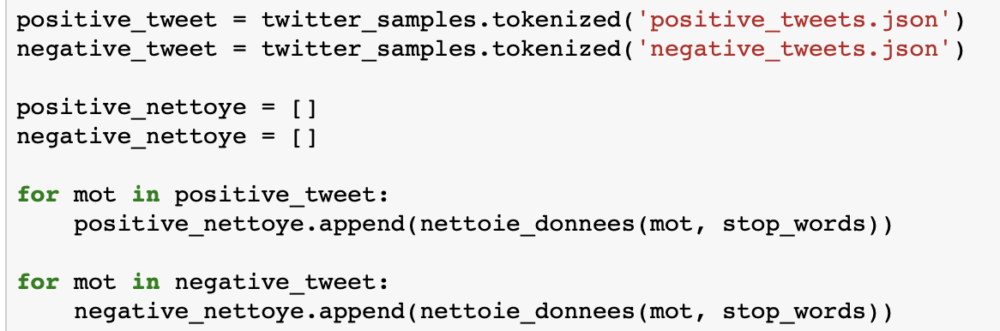 positive_tweet = twitter_samples.tokenized('positive_tweets.json')
negative_tweet = twitter_samples.tokenized('negative_tweets.json')

positive_nettoye = []
negative_nettoye = []

for mot in positive_tweet:
    positive_nettoye.append(nettoie_donnees(mot, stop_words))

for mot in negative_tweet:
    negative_nettoye.append(nettoie_donnees(mot, stop_words))